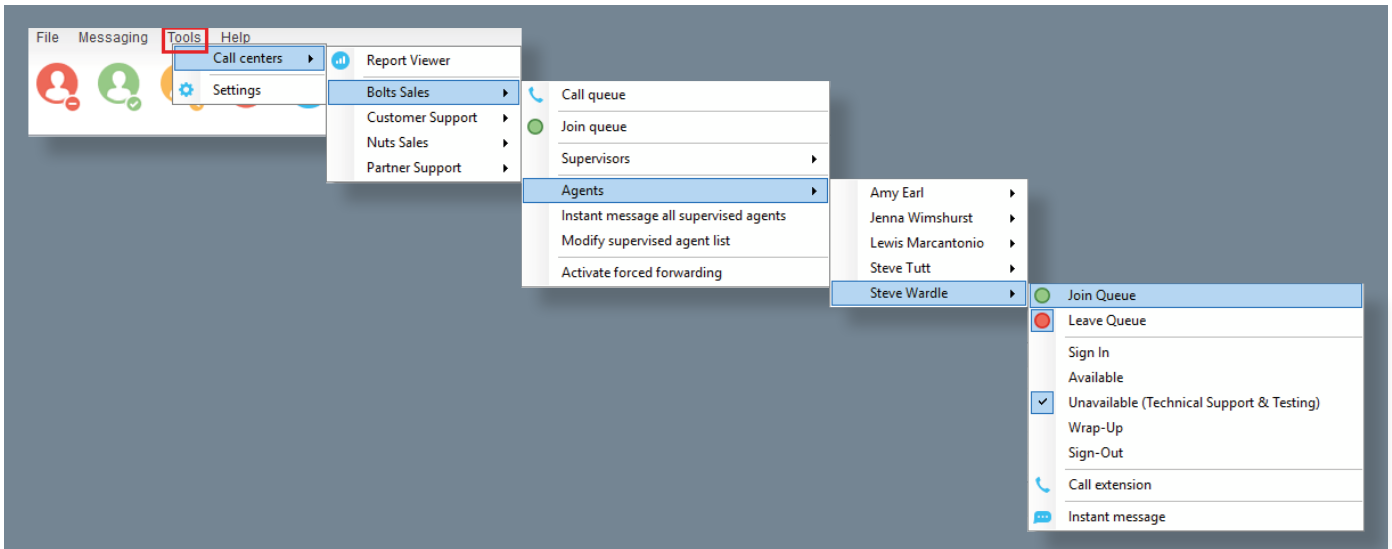 File Messaging Tools Help
Call centers
Settings
Report Viewer
Bolts Sales
Customer Support
Nuts Sales
Partner Support
Call queue
Join queue
Supervisors
Agents
Instant message all supervised agents
Modify supervised agent list
Activate forced forwarding
Amy Earl
Jenna Wimshurst
Lewis Marcantonio
Steve Tutt
Steve Wardle
Join Queue
Leave Queue
Sign In
Available
Unavailable (Technical Support & Testing)
Wrap-Up
Sign-Out
Call extension
Instant message